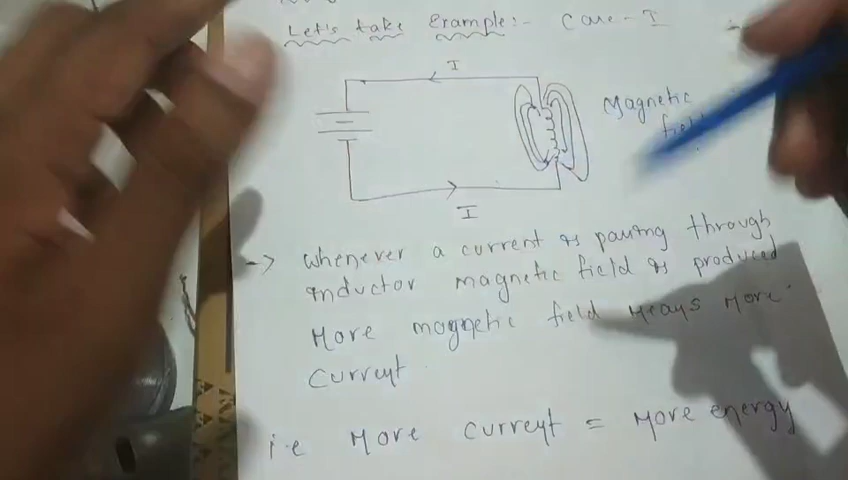 Let's take Example:- Case-I
I
Magnetic
field
I
-> whenever a current is passing through
inductor magnetic field is produced
More magnetic field Means More
Current
i.e More current = More energy